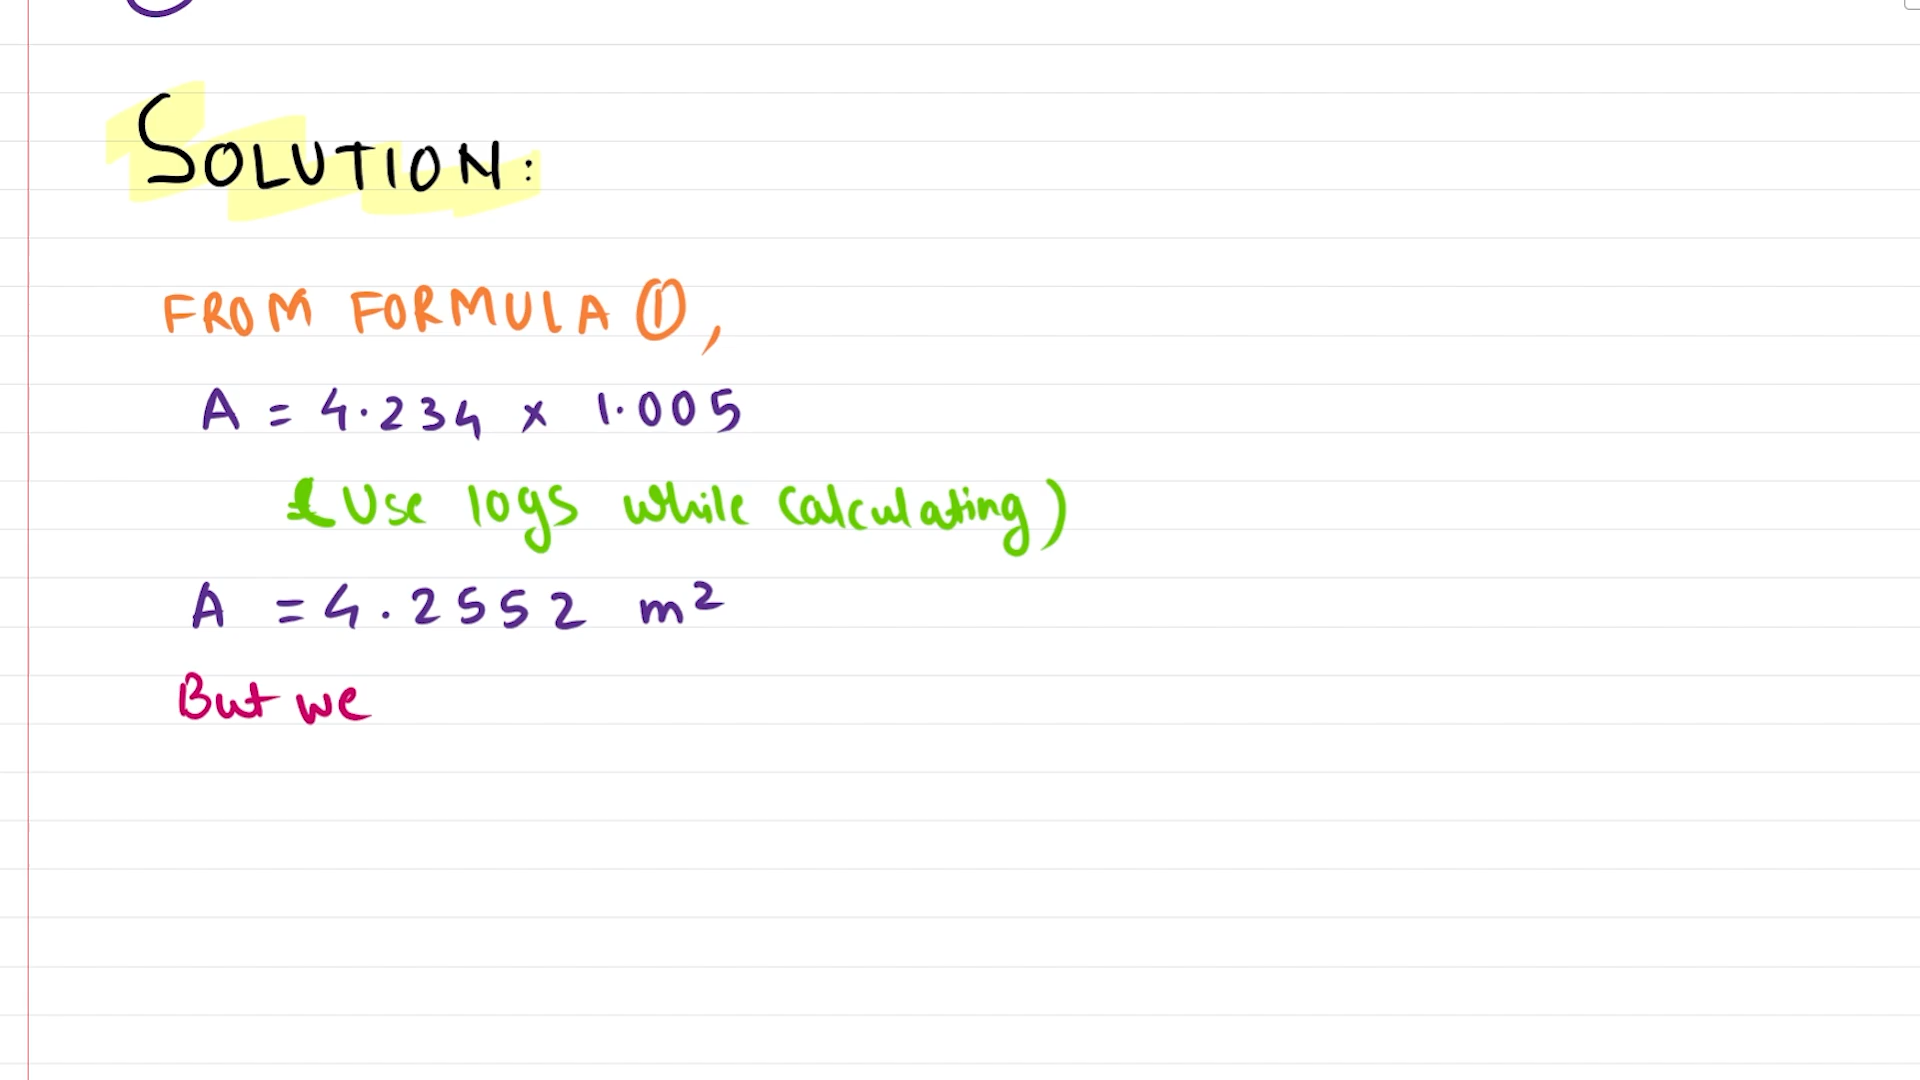 SOLUTION:
FROM FORMULA ①,
A = 4.234 × 1.005
(Use logs while calculating)
A = 4.2552 m²
But we